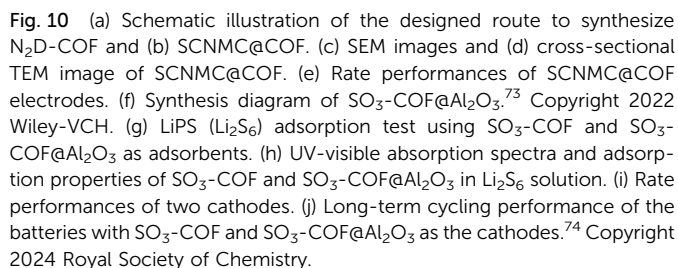 Fig. 10 (a) Schematic illustration of the designed route to synthesize
N₂D-COF and (b) SCNMC@COF. (c) SEM images and (d) cross-sectional
TEM image of SCNMC@COF. (e) Rate performances of SCNMC@COF
electrodes. (f) Synthesis diagram of SO₃-COF@Al₂O₃.⁷³ Copyright 2022
Wiley-VCH. (g) LiPS (Li₂S₆) adsorption test using SO₃-COF and SO₃-
COF@Al₂O₃ as adsorbents. (h) UV-visible absorption spectra and adsorp-
tion properties of SO₃-COF and SO₃-COF@Al₂O₃ in Li₂S₆ solution. (i) Rate
performances of two cathodes. (j) Long-term cycling performance of the
batteries with SO₃-COF and SO₃-COF@Al₂O₃ as the cathodes.⁷⁴ Copyright
2024 Royal Society of Chemistry.